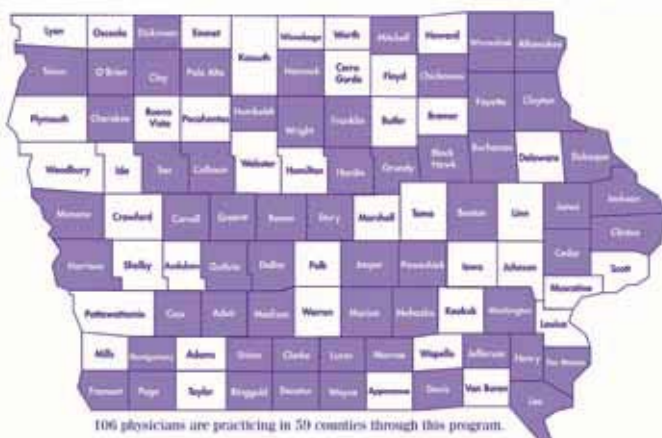 Lyon Osceola Dickinson Emmet Winnebago Worth Mitchell Howard Winneshiek Allamakee
Kossuth
Sioux O'Brien Clay Palo Alto Hancock Cerro Gordo Floyd Chickasaw
Fayette Clayton
Plymouth Cherokee Buena Vista Pocahontas Humboldt Wright Franklin Butler Bremer
Woodbury Ida Sac Calhoun Webster Hamilton Hardin Grundy Black Hawk Buchanan Delaware Dubuque
Monona Crawford Carroll Greene Boone Story Marshall Tama Benton Linn Jones Jackson
Clinton
Harrison Shelby Audubon Guthrie Dallas Polk Jasper Poweshiek Iowa Johnson Cedar Scott
Muscatine
Pottawattamie Cass Adair Madison Warren Marion Mahaska Keokuk Washington Louisa
Mills Montgomery Adams Union Clarke Lucas Monroe Wapello Jefferson Henry Des Moines
Fremont Page Taylor Ringgold Decatur Wayne Appanoose Davis Van Buren Lee
106 physicians are practicing in 59 counties through this program.